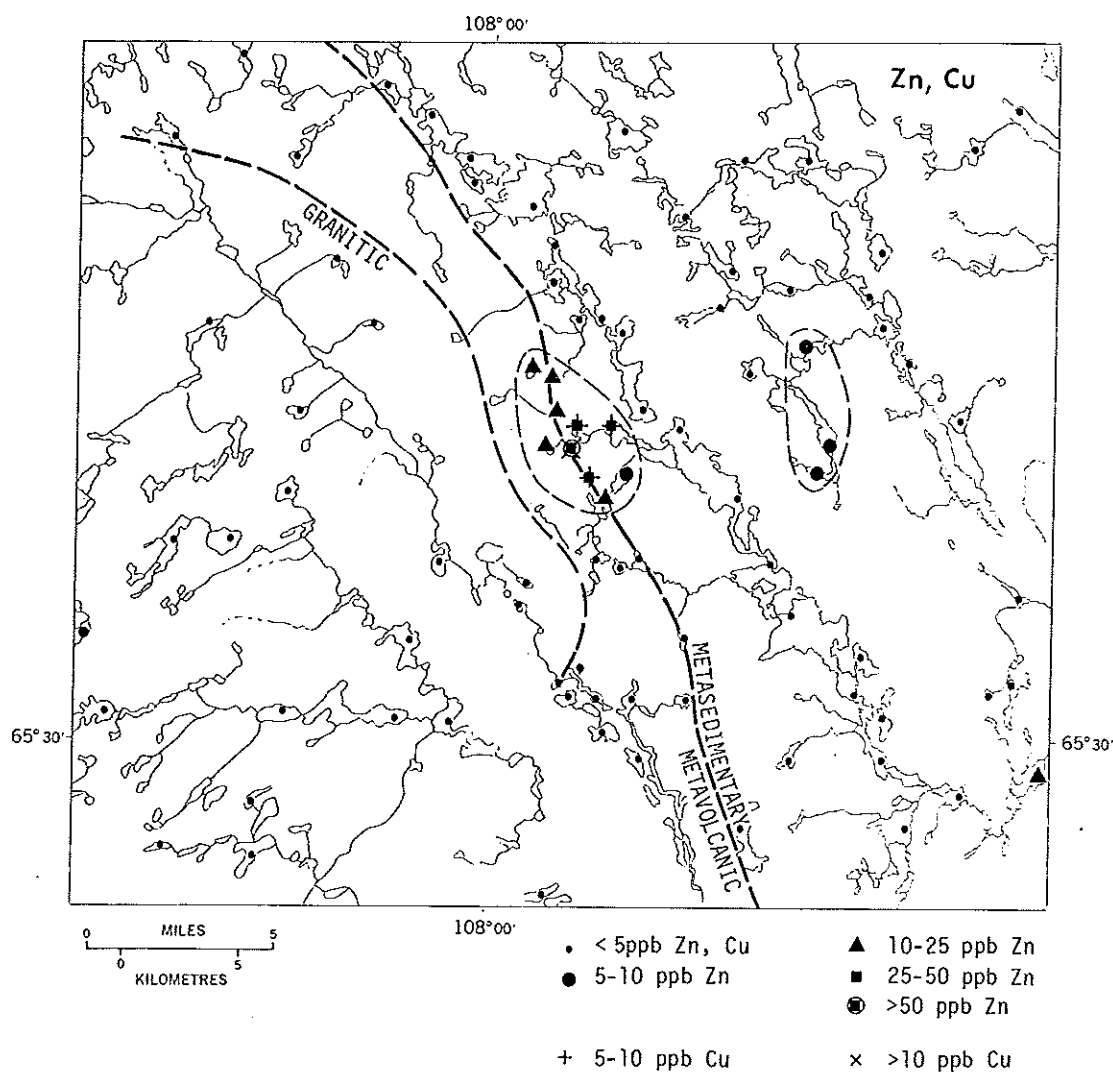 108°00'
Zn, Cu
GRANITIC
METASEDIMENTARY
METAVOLCANIC
65°30'
65°30'
0 MILES 5
0 5
KILOMETRES
108°00'
< 5ppb Zn, Cu
5-10 ppb Zn
+ 5-10 ppb Cu
10-25 ppb Zn
25-50 ppb Zn
>50 ppb Zn
× >10 ppb Cu